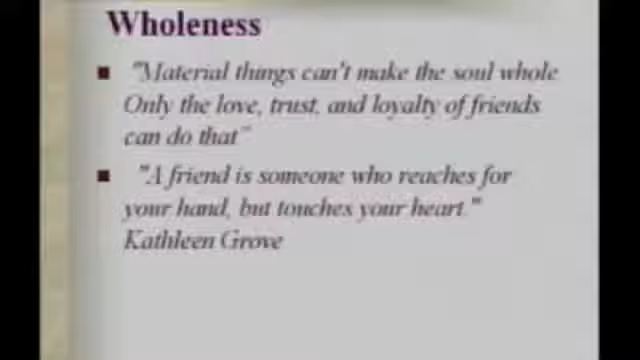 Wholeness
"Material things can't make the soul whole
Only the love, trust, and loyalty of friends
can do that"
"A friend is someone who reaches for
your hand, but touches your heart."
Kathleen Grove